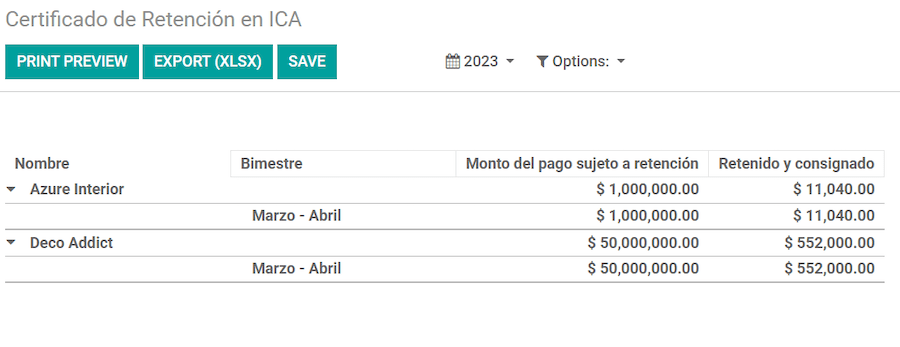 Certificado de Retención en ICA
PRINT PREVIEW EXPORT (XLSX) SAVE 2023 Options:
Nombre Bimestre Monto del pago sujeto a retención Retenido y consignado
Azure Interior $ 1,000,000.00 $ 11,040.00
Marzo - Abril $ 1,000,000.00 $ 11,040.00
Deco Addict $ 50,000,000.00 $ 552,000.00
Marzo - Abril $ 50,000,000.00 $ 552,000.00